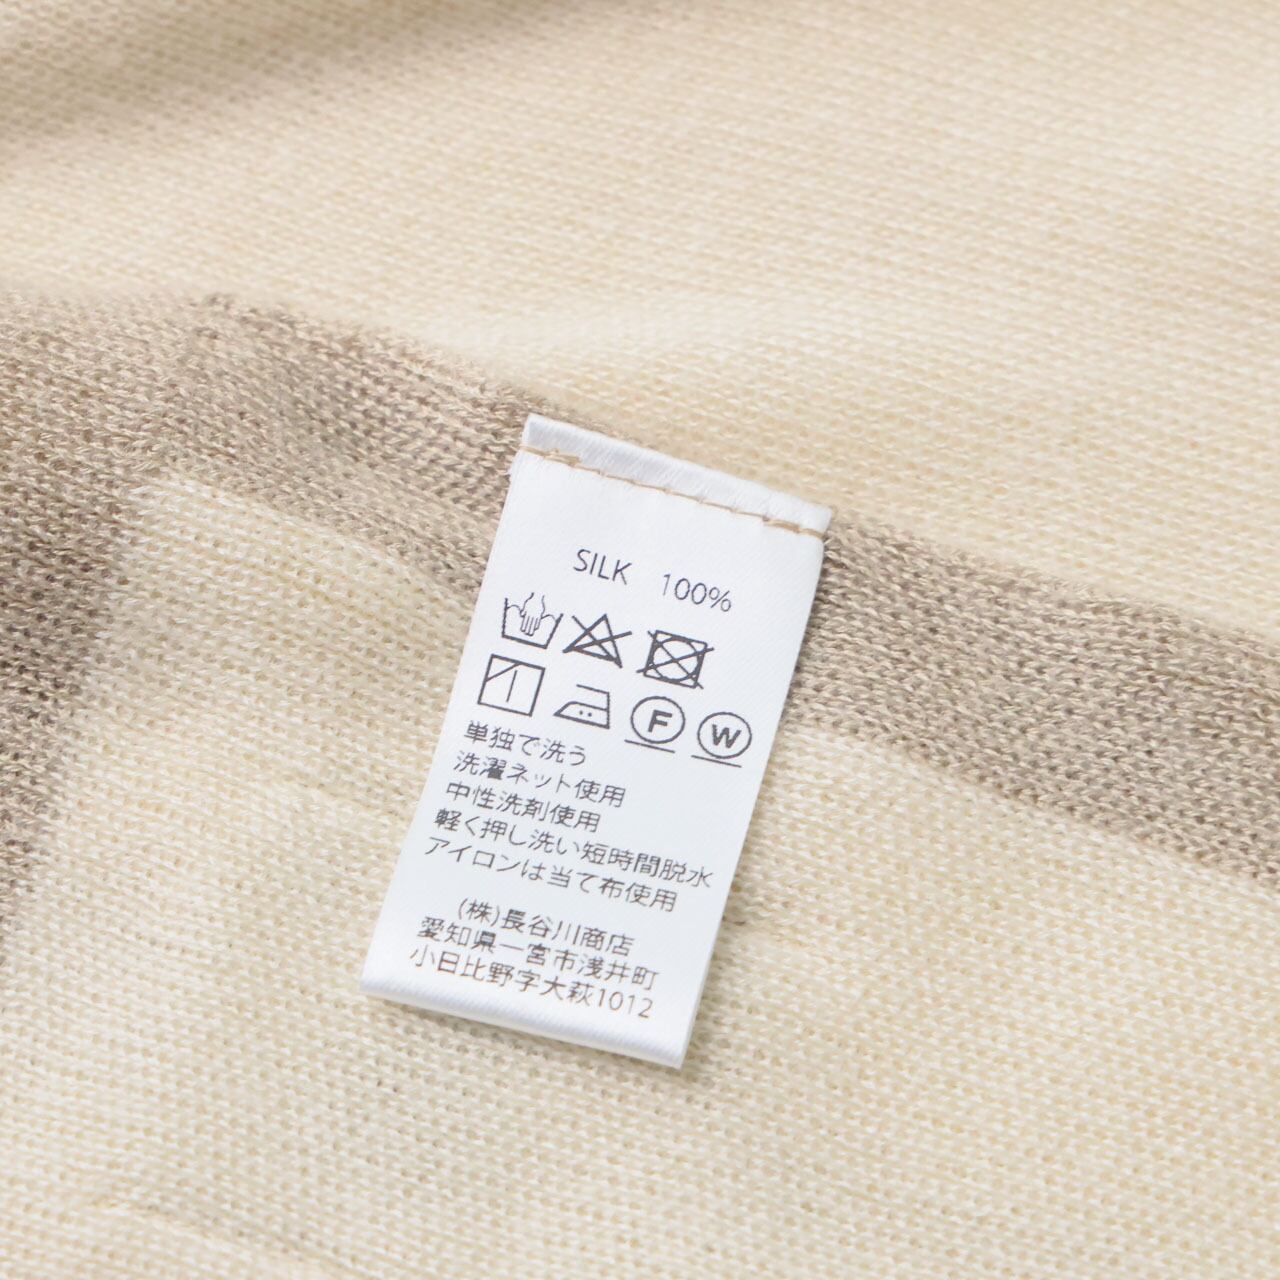 SILK 100%
F W
単独で洗う
洗濯ネット使用
中性洗剤使用
軽く押し洗い短時間脱水
アイロンは当て布使用
(株)長谷川商店
愛知県一宮市浅井町
小日比野字大萩1012